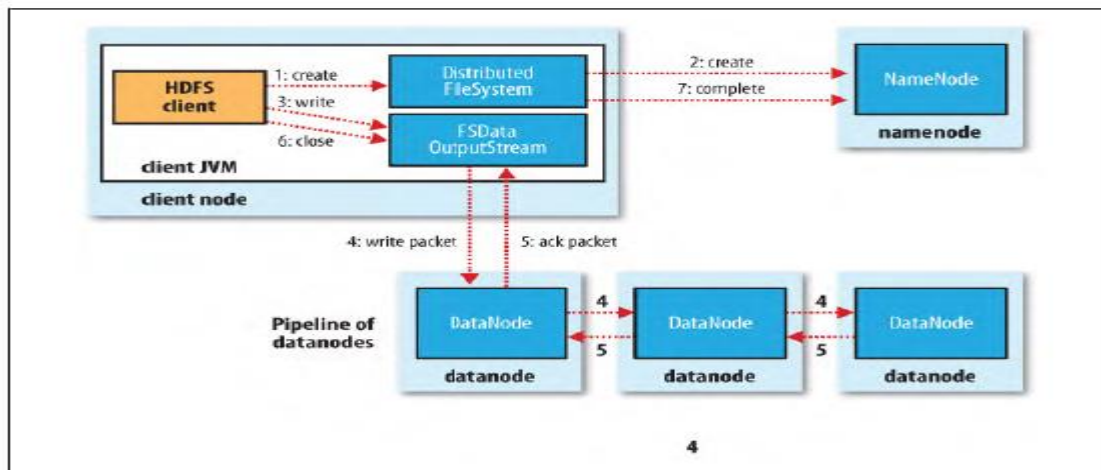 1: create
HDFS
client
3: write
6: close
Distributed
FileSystem
FSData
OutputStream
client JVM
client node
2: create
7: complete
NameNode
namenode
4: write packet
5: ack packet
Pipeline of
datanodes
DataNode
datanode
4
5
DataNode
datanode
4
5
DataNode
datanode
4